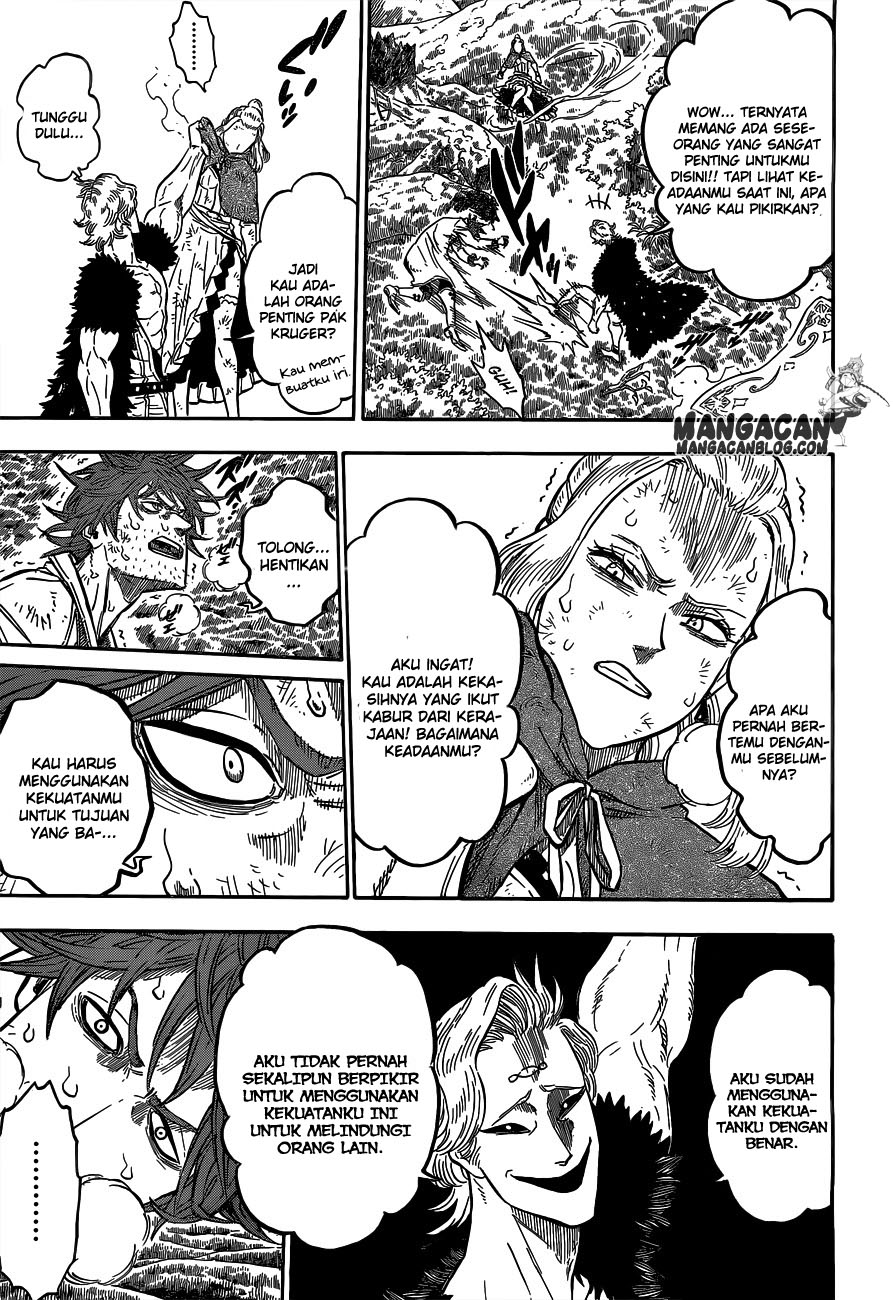 WOW... TERNYATA
MEMANG ADA SESE-
ORANG YANG SANGAT
PENTING UNTUKMU
DISINI!! TAPI LIHAT KE-
ADAANMU SAAT INI, APA
YANG KAU PIKIRKAN?
GUH!
.......
TUNGGU
DULU...
JADI
KAU ADA-
LAH ORANG
PENTING PAK
KRUGER?
Kau mem-
buatku iri.
MANGACAN
MANGACANBLOG.COM
APA AKU
PERNAH BER-
TEMU DENGAN-
MU SEBELUM-
NYA?
AKU INGAT!
KAU ADALAH KEKA-
SIHNYA YANG IKUT
KABUR DARI KERA-
JAAN! BAGAIMANA
KEADAANMU?
TOLONG...
HENTIKAN
...
KAU HARUS
MENGGUNAKAN
KEKUATANMU
UNTUK TUJUAN
YANG BA-...
AKU SUDAH
MENGGUNA-
KAN KEKUA-
TANKU DENGAN
BENAR.
AKU TIDAK PERNAH
SEKALIPUN BERPIKIR
UNTUK MENGGUNAKAN
KEKUATANKU INI
UNTUK MELINDUNGI
ORANG LAIN.
........